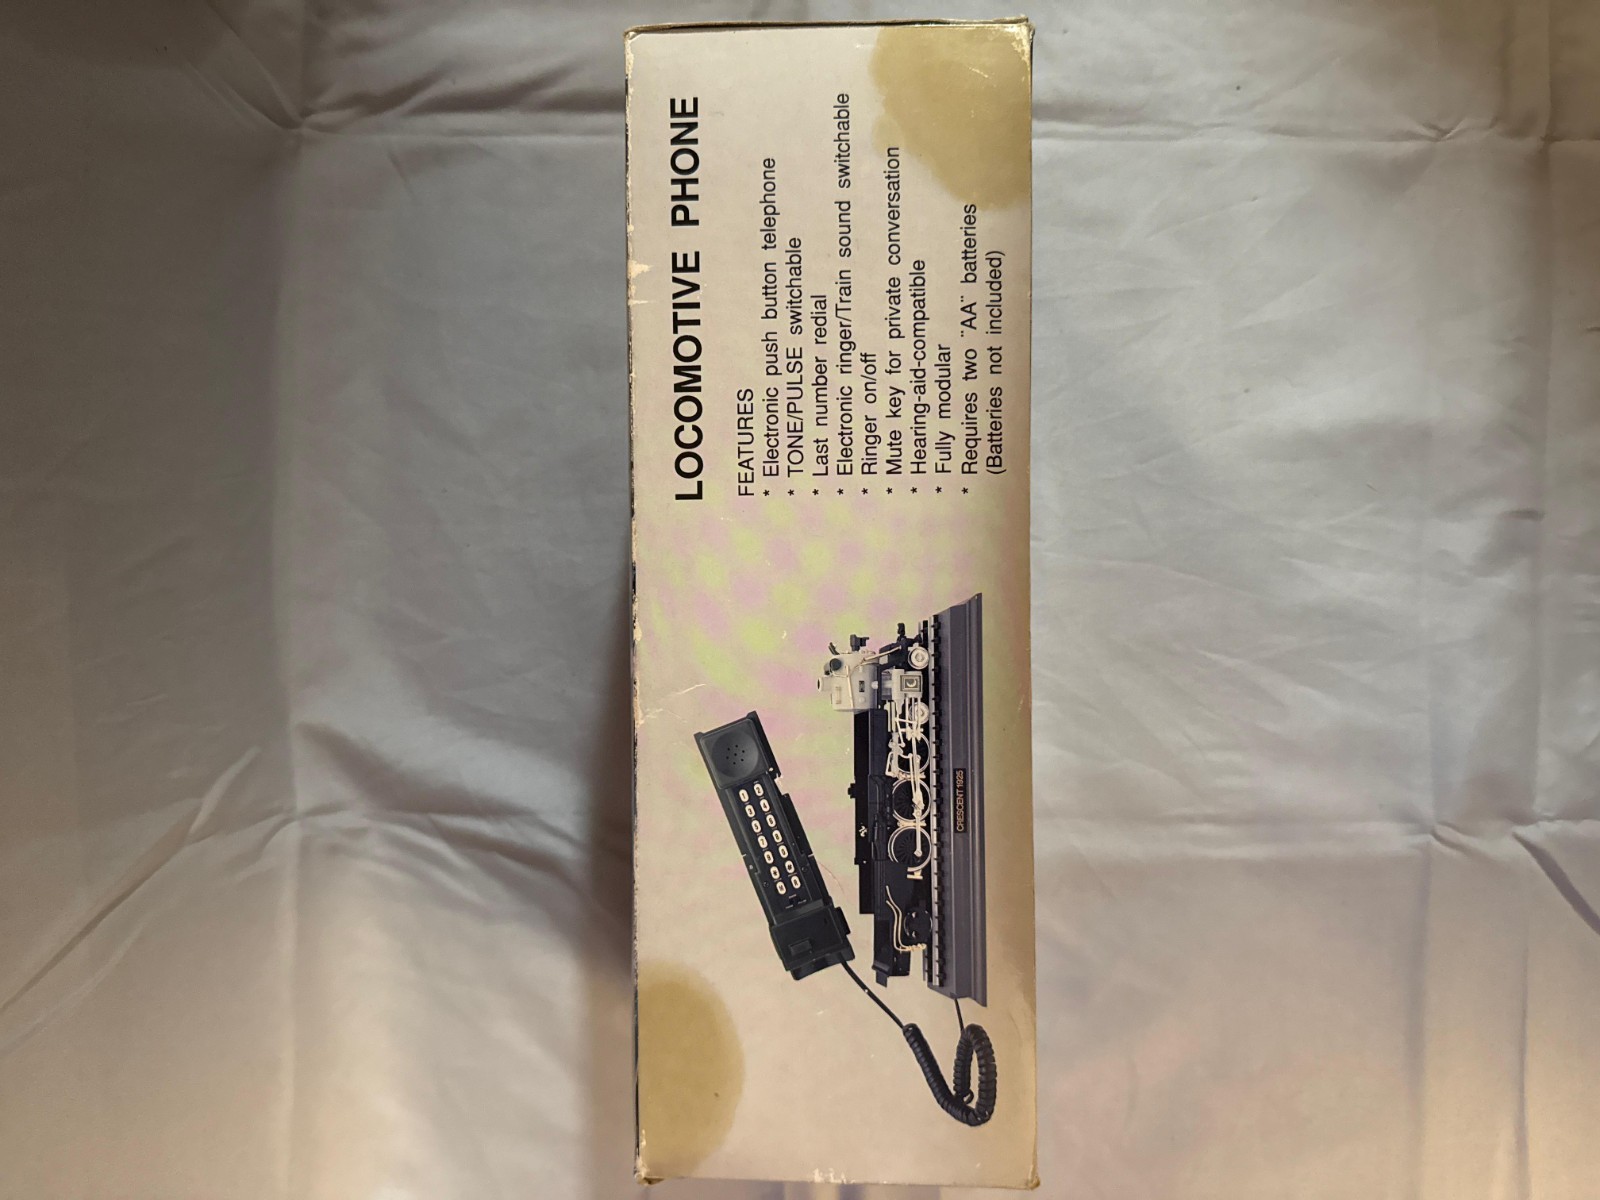 LOCOMOTIVE PHONE
FEATURES
* Electronic push button telephone
* TONE/PULSE switchable
* Last number redial
* Electronic ringer/Train sound switchable
* Ringer on/off
* Mute key for private conversation
* Hearing-aid-compatible
* Fully modular
* Requires two ¨AA¨ batteries
(Batteries not included)
CRESCENT 1925